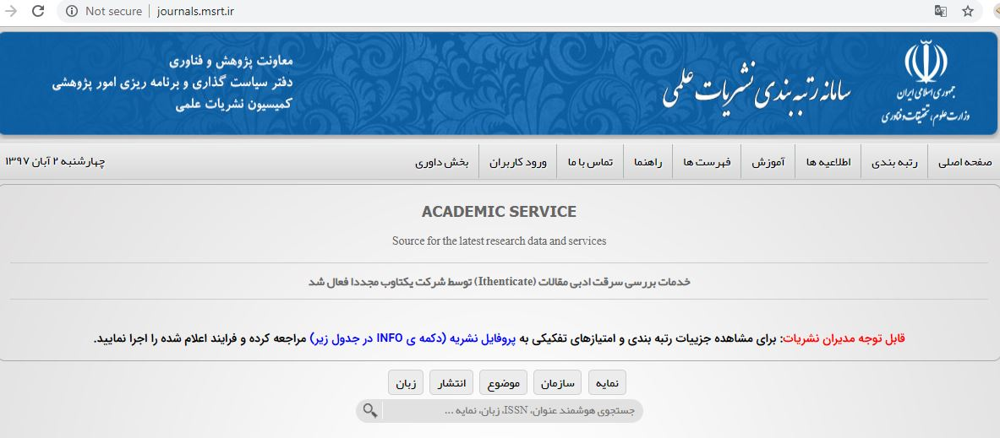 Not secure | journals.msrt.ir
جمهوری اسلامی ایران
وزارت علوم، تحقیقات و فناوری
سامانه رتبه بندی نشریات علمی
معاونت پژوهش و فناوری
دفتر سیاست گذاری و برنامه ریزی امور پژوهشی
کمیسیون نشریات علمی
صفحه اصلی | رتبه بندی | اطلاعیه ها | آموزش | فهرست ها | راهنما | تماس با ما | ورود کاربران | بخش داوری
چهارشنبه ۲ آبان ۱۳۹۷
ACADEMIC SERVICE
Source for the latest research data and services
خدمات بررسی سرقت ادبی مقالات (Ithenticate) توسط شرکت یکتاوب مجددا فعال شد
قابل توجه مدیران نشریات: برای مشاهده جزییات رتبه بندی و امتیازهای تفکیکی به پروفایل نشریه (دکمه ی INFO در جدول زیر) مراجعه کرده و فرایند اعلام شده را اجرا نمایید.
نمایه سازمان موضوع انتشار زبان
جستجوی هوشمند عنوان، ISSN، زبان، نمایه ...